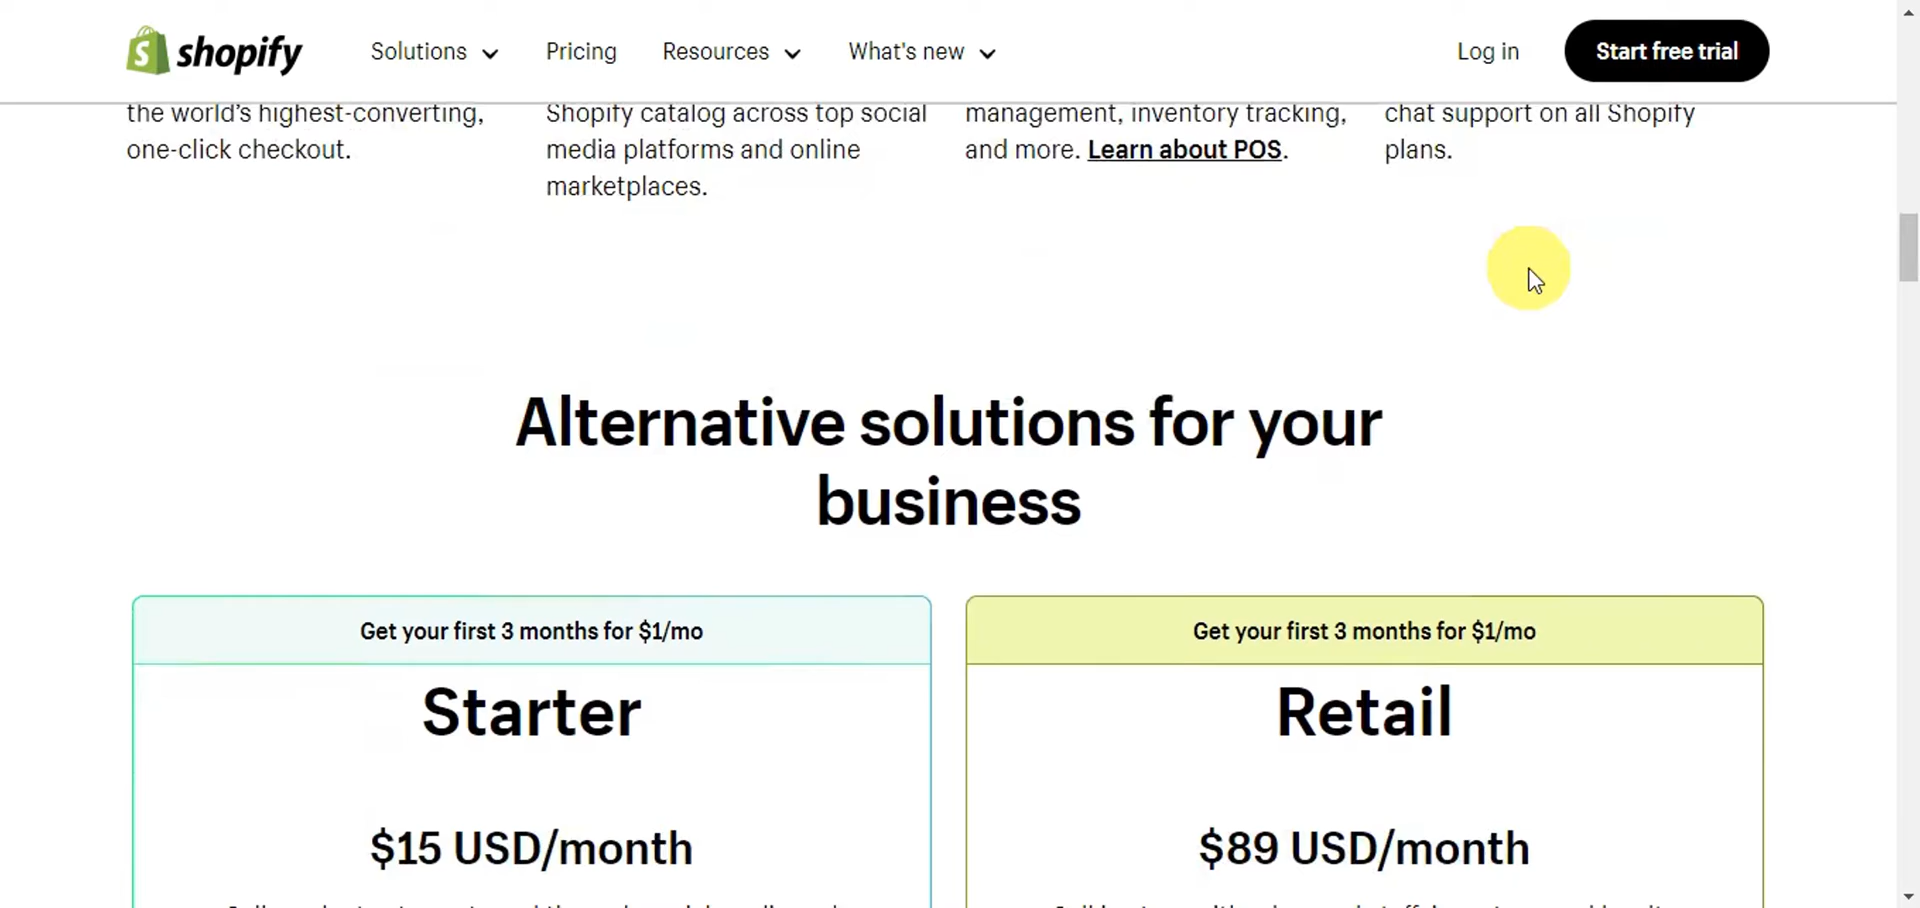 shopify
Solutions
Pricing
Resources
What's new
Log in
Start free trial
the world's highest-converting,
one-click checkout.
Shopify catalog across top social
media platforms and online
marketplaces.
management, inventory tracking,
and more. Learn about POS.
chat support on all Shopify
plans.
Alternative solutions for your
business
Get your first 3 months for $1/mo
Starter
$15 USD/month
Get your first 3 months for $1/mo
Retail
$89 USD/month